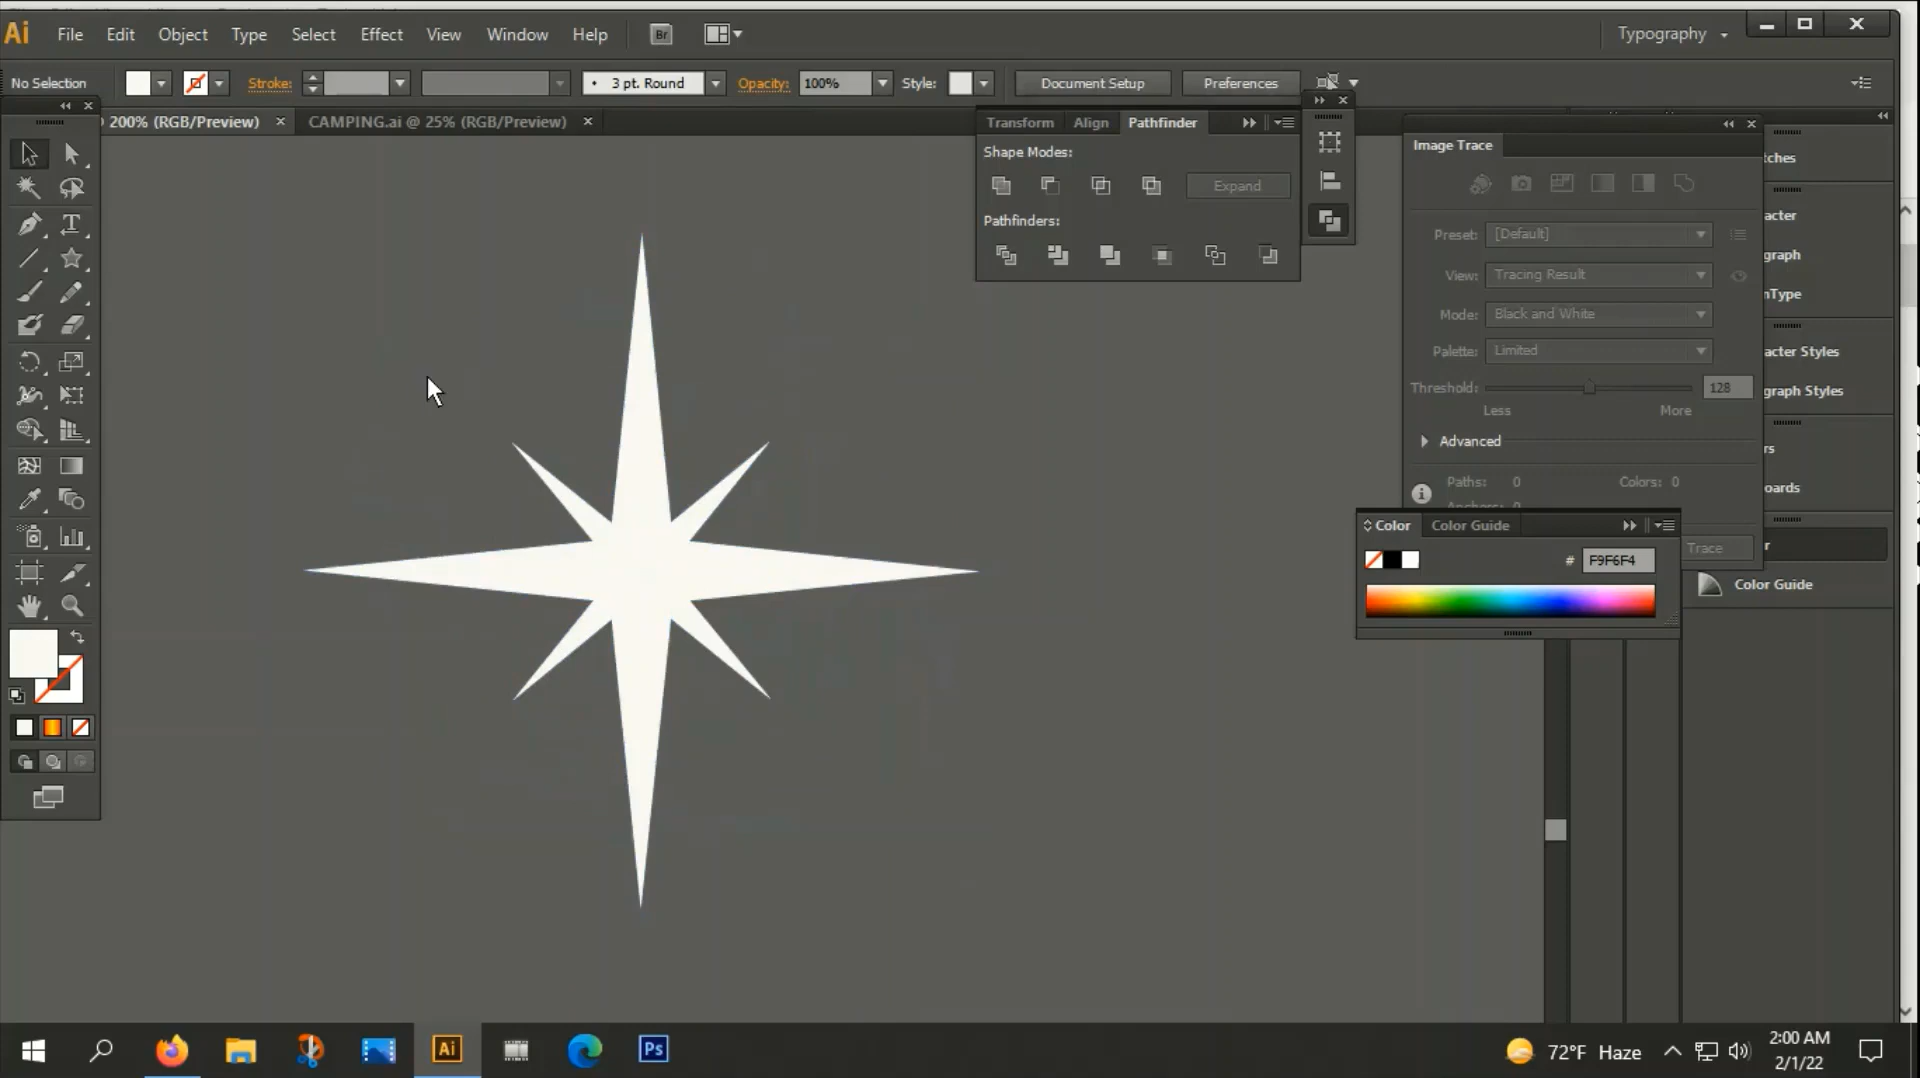 Ai File Edit Object Type Select Effect View Window Help Br Typography
No Selection Stroke: 3 pt. Round Opacity: 100% Style: Document Setup Preferences
200% (RGB/Preview) × CAMPING.ai @ 25% (RGB/Preview) ×
Transform Align Pathfinder
Shape Modes:
Expand
Pathfinders:
Image Trace
Preset: [Default]
View: Tracing Result
Mode: Black and White
Palette: Limited
Threshold: 128
Less More
Advanced
Paths: 0 Colors: 0
Trace
tches
acter
graph
nType
acter Styles
graph Styles
rs
oards
r
Color Guide
Color Color Guide
# F9F6F4
T
Ai
Ps
72°F Haze
2:00 AM
2/1/22